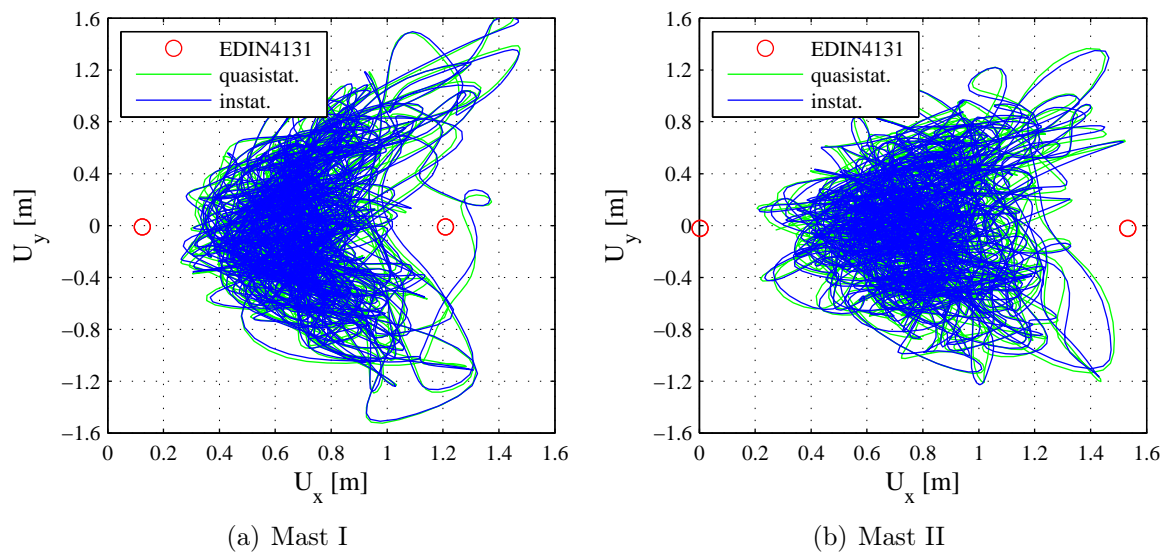 EDIN4131
quasistat.
instat.
1.6
1.2
0.8
0.4
0
−0.4
−0.8
−1.2
−1.6
U_y [m]
0 0.2 0.4 0.6 0.8 1 1.2 1.4 1.6
U_x [m]
(a) Mast I
EDIN4131
quasistat.
instat.
1.6
1.2
0.8
0.4
0
−0.4
−0.8
−1.2
−1.6
U_y [m]
0 0.2 0.4 0.6 0.8 1 1.2 1.4 1.6
U_x [m]
(b) Mast II